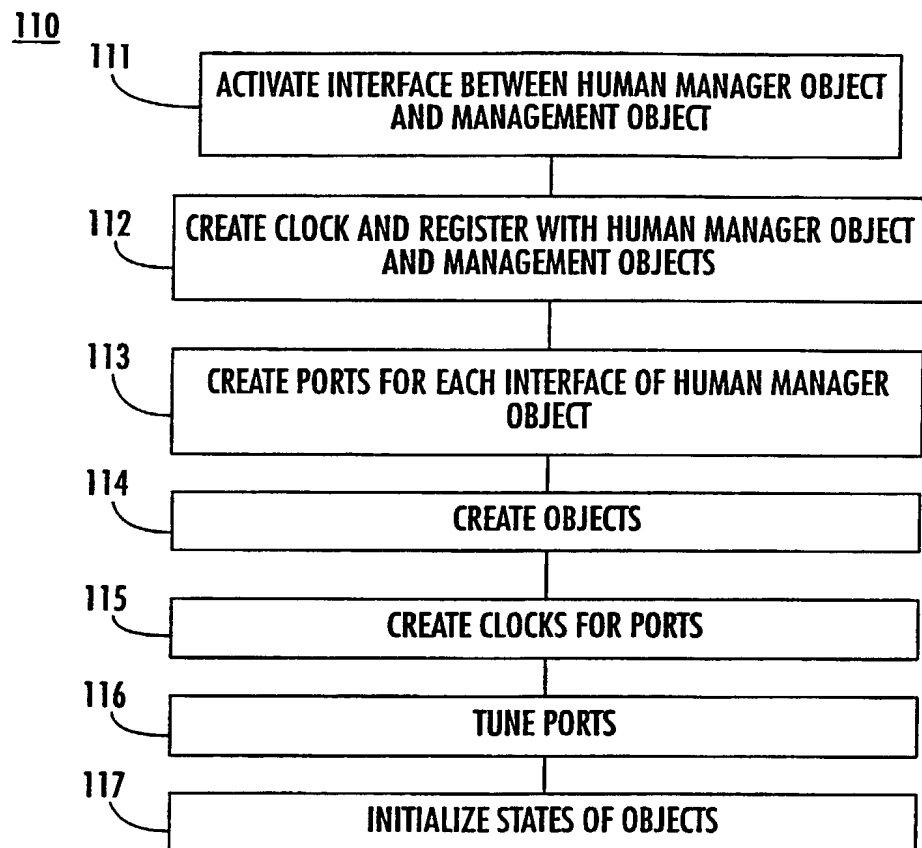 110
111
ACTIVATE INTERFACE BETWEEN HUMAN MANAGER OBJECT
AND MANAGEMENT OBJECT
112
CREATE CLOCK AND REGISTER WITH HUMAN MANAGER OBJECT
AND MANAGEMENT OBJECTS
113
CREATE PORTS FOR EACH INTERFACE OF HUMAN MANAGER
OBJECT
114
CREATE OBJECTS
115
CREATE CLOCKS FOR PORTS
116
TUNE PORTS
117
INITIALIZE STATES OF OBJECTS